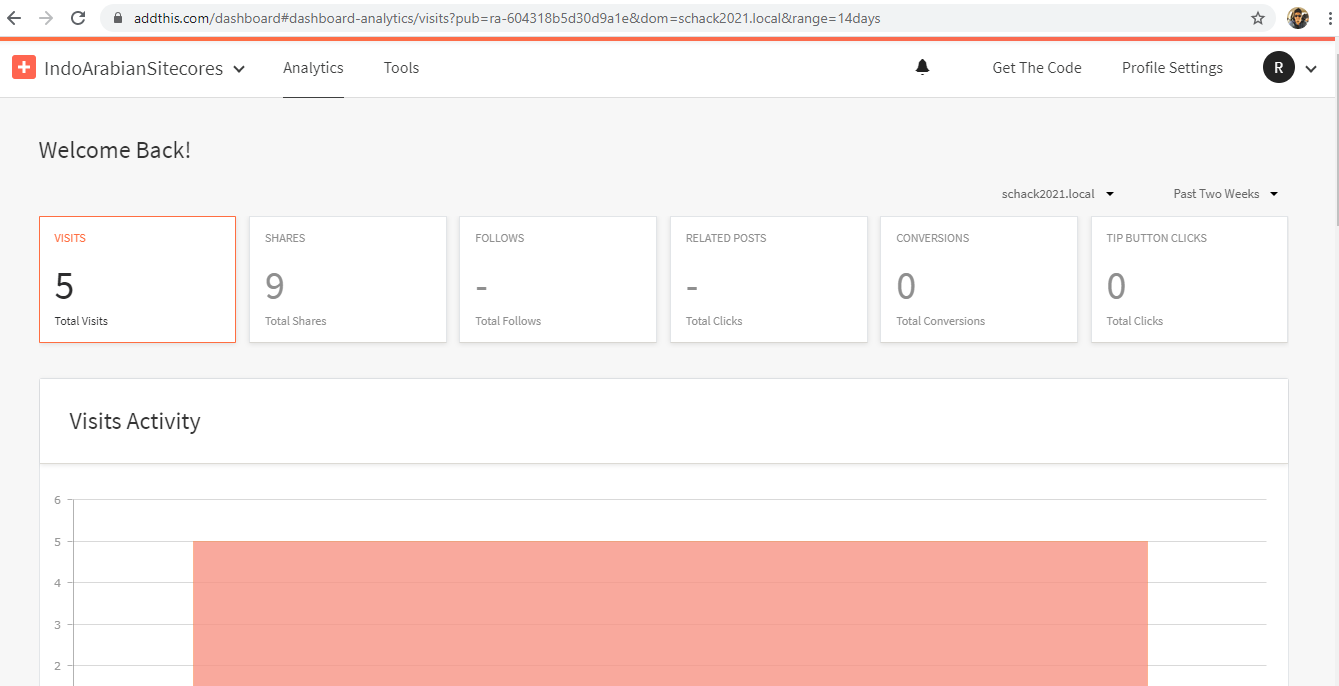 addthis.com/dashboard#dashboard-analytics/visits?pub=ra-604318b5d30d9a1e&dom=schack2021.local&range=14days
IndoArabianSitecores Analytics Tools Get The Code Profile Settings R
Welcome Back!
schack2021.local Past Two Weeks
VISITS SHARES FOLLOWS RELATED POSTS CONVERSIONS TIP BUTTON CLICKS
5 9 - - 0 0
Total Visits Total Shares Total Follows Total Clicks Total Conversions Total Clicks
Visits Activity
6
5
4
3
2